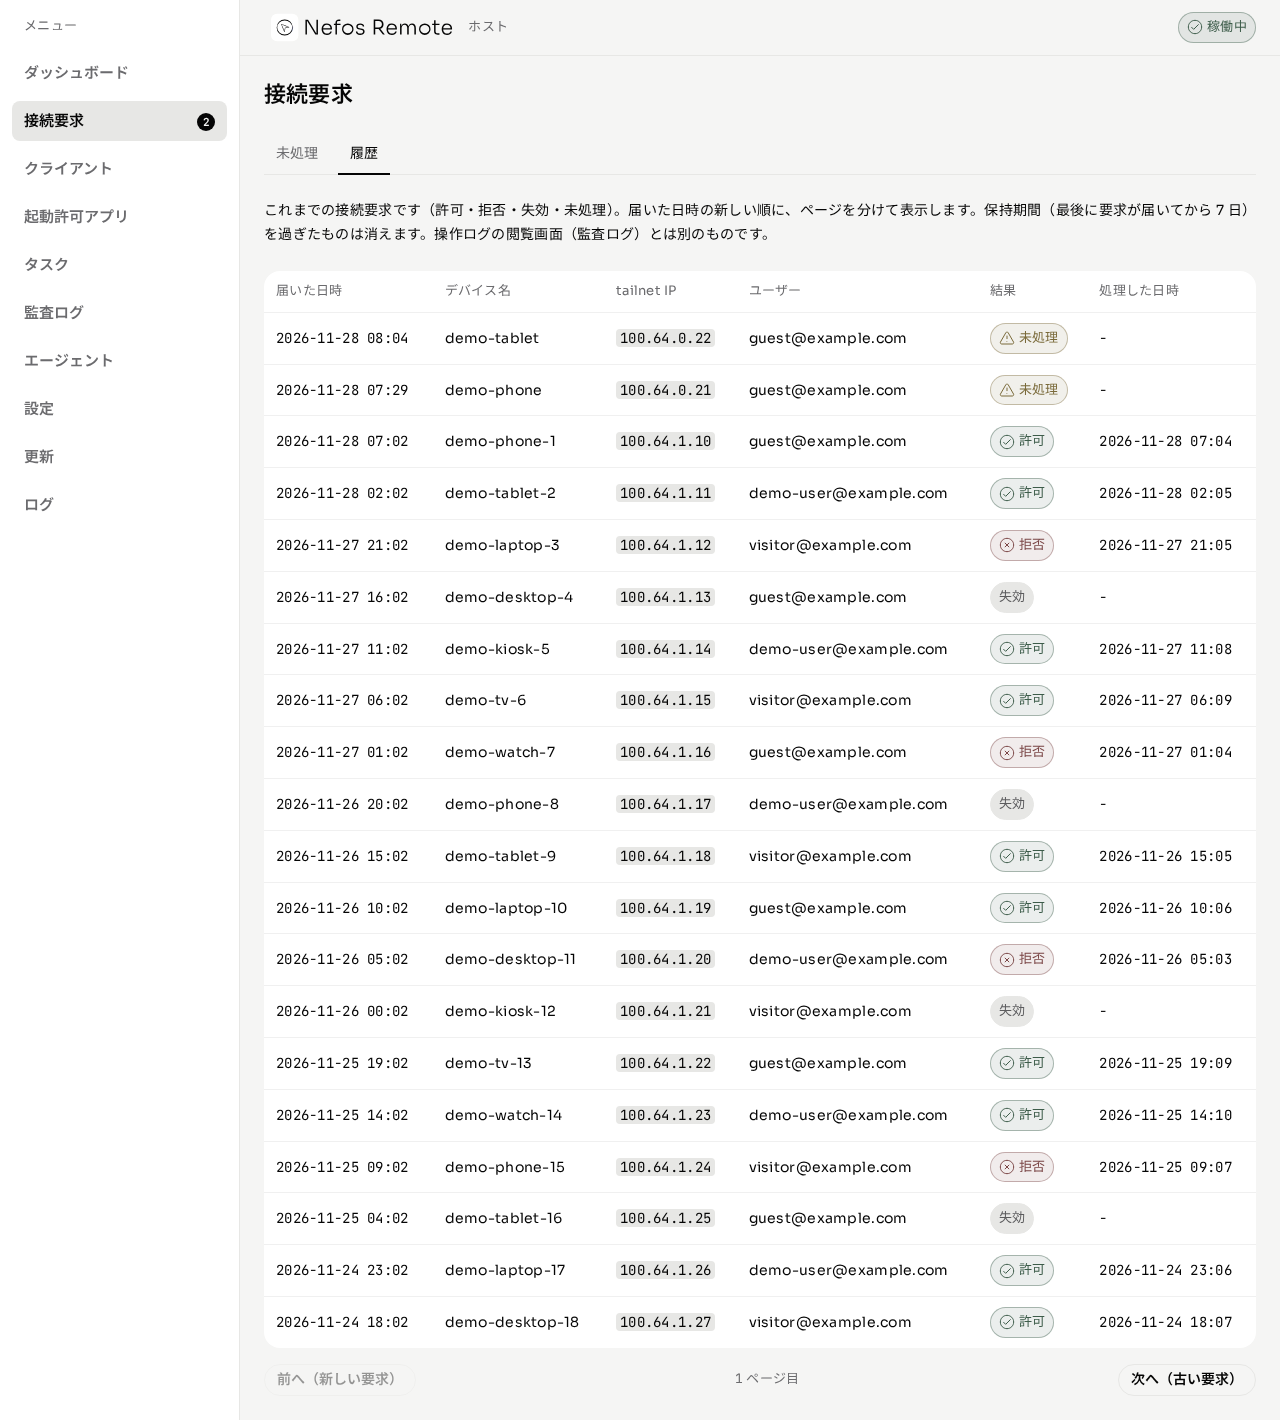 メニュー
ダッシュボード
接続要求 2
クライアント
起動許可アプリ
タスク
監査ログ
エージェント
設定
更新
ログ
Nefos Remote ホスト
稼働中
接続要求
未処理 履歴
これまでの接続要求です（許可・拒否・失効・未処理）。届いた日時の新しい順に、ページを分けて表示します。保持期間（最後に要求が届いてから 7 日）
を過ぎたものは消えます。操作ログの閲覧画面（監査ログ）とは別のものです。
届いた日時 デバイス名 tailnet IP ユーザー 結果 処理した日時
2026-11-28 08:04 demo-tablet 100.64.0.22 guest@example.com 未処理 -
2026-11-28 07:29 demo-phone 100.64.0.21 guest@example.com 未処理 -
2026-11-28 07:02 demo-phone-1 100.64.1.10 guest@example.com 許可 2026-11-28 07:04
2026-11-28 02:02 demo-tablet-2 100.64.1.11 demo-user@example.com 許可 2026-11-28 02:05
2026-11-27 21:02 demo-laptop-3 100.64.1.12 visitor@example.com 拒否 2026-11-27 21:05
2026-11-27 16:02 demo-desktop-4 100.64.1.13 guest@example.com 失効 -
2026-11-27 11:02 demo-kiosk-5 100.64.1.14 demo-user@example.com 許可 2026-11-27 11:08
2026-11-27 06:02 demo-tv-6 100.64.1.15 visitor@example.com 許可 2026-11-27 06:09
2026-11-27 01:02 demo-watch-7 100.64.1.16 guest@example.com 拒否 2026-11-27 01:04
2026-11-26 20:02 demo-phone-8 100.64.1.17 demo-user@example.com 失効 -
2026-11-26 15:02 demo-tablet-9 100.64.1.18 visitor@example.com 許可 2026-11-26 15:05
2026-11-26 10:02 demo-laptop-10 100.64.1.19 guest@example.com 許可 2026-11-26 10:06
2026-11-26 05:02 demo-desktop-11 100.64.1.20 demo-user@example.com 拒否 2026-11-26 05:03
2026-11-26 00:02 demo-kiosk-12 100.64.1.21 visitor@example.com 失効 -
2026-11-25 19:02 demo-tv-13 100.64.1.22 guest@example.com 許可 2026-11-25 19:09
2026-11-25 14:02 demo-watch-14 100.64.1.23 demo-user@example.com 許可 2026-11-25 14:10
2026-11-25 09:02 demo-phone-15 100.64.1.24 visitor@example.com 拒否 2026-11-25 09:07
2026-11-25 04:02 demo-tablet-16 100.64.1.25 guest@example.com 失効 -
2026-11-24 23:02 demo-laptop-17 100.64.1.26 demo-user@example.com 許可 2026-11-24 23:06
2026-11-24 18:02 demo-desktop-18 100.64.1.27 visitor@example.com 許可 2026-11-24 18:07
前へ（新しい要求） 1 ページ目 次へ（古い要求）